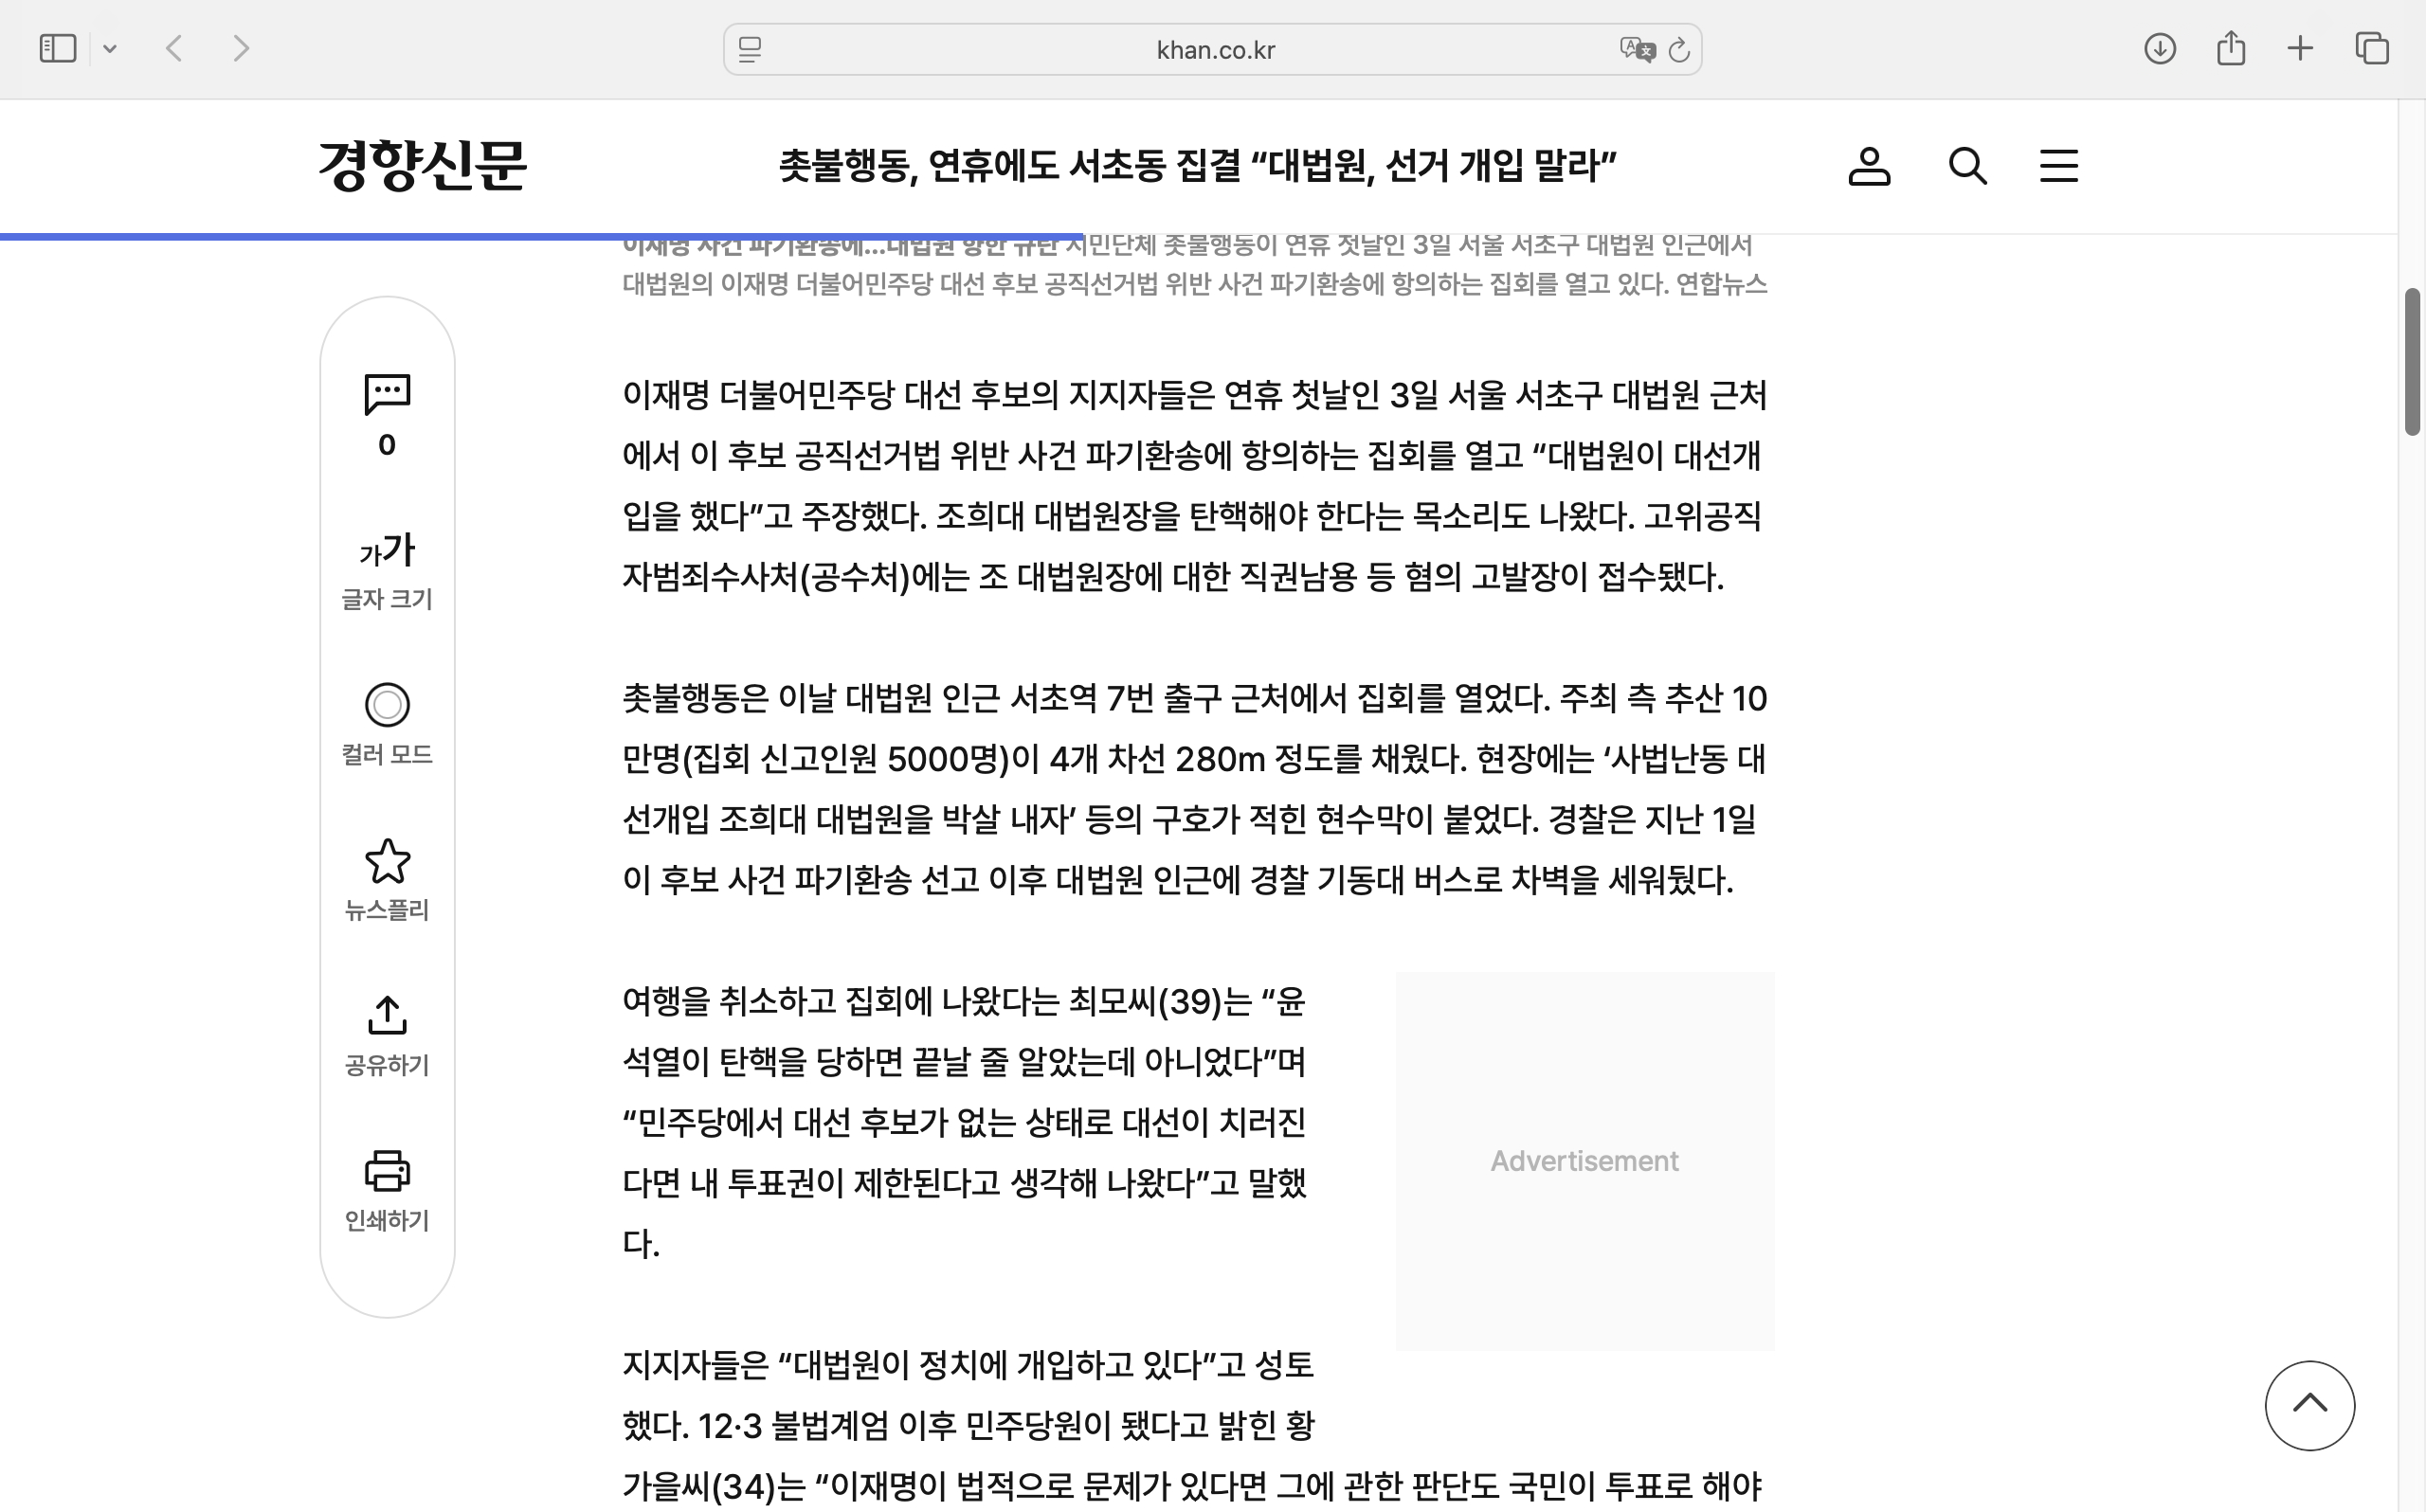 khan.co.kr
경향신문
촛불행동, 연휴에도 서초동 집결 “대법원, 선거 개입 말라”
이재명 사건 파기환송에...대법원 향한 규탄 시민단체 촛불행동이 연휴 첫날인 3일 서울 서초구 대법원 인근에서
대법원의 이재명 더불어민주당 대선 후보 공직선거법 위반 사건 파기환송에 항의하는 집회를 열고 있다. 연합뉴스
0
가가
글자 크기
컬러 모드
뉴스플리
공유하기
인쇄하기
이재명 더불어민주당 대선 후보의 지지자들은 연휴 첫날인 3일 서울 서초구 대법원 근처
에서 이 후보 공직선거법 위반 사건 파기환송에 항의하는 집회를 열고 “대법원이 대선개
입을 했다”고 주장했다. 조희대 대법원장을 탄핵해야 한다는 목소리도 나왔다. 고위공직
자범죄수사처(공수처)에는 조 대법원장에 대한 직권남용 등 혐의 고발장이 접수됐다.
촛불행동은 이날 대법원 인근 서초역 7번 출구 근처에서 집회를 열었다. 주최 측 추산 10
만명(집회 신고인원 5000명)이 4개 차선 280m 정도를 채웠다. 현장에는 ‘사법난동 대
선개입 조희대 대법원을 박살 내자’ 등의 구호가 적힌 현수막이 붙었다. 경찰은 지난 1일
이 후보 사건 파기환송 선고 이후 대법원 인근에 경찰 기동대 버스로 차벽을 세워뒀다.
여행을 취소하고 집회에 나왔다는 최모씨(39)는 “윤
석열이 탄핵을 당하면 끝날 줄 알았는데 아니었다”며
“민주당에서 대선 후보가 없는 상태로 대선이 치러진
다면 내 투표권이 제한된다고 생각해 나왔다”고 말했
다.
Advertisement
지지자들은 “대법원이 정치에 개입하고 있다”고 성토
했다. 12·3 불법계엄 이후 민주당원이 됐다고 밝힌 황
가을씨(34)는 “이재명이 법적으로 문제가 있다면 그에 관한 판단도 국민이 투표로 해야